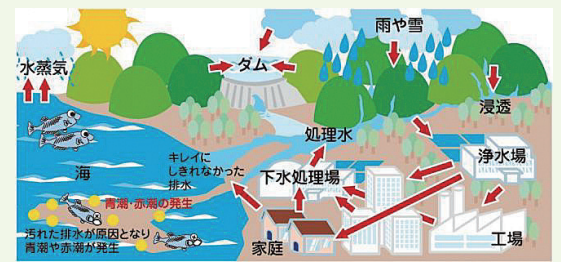 雨や雪
水蒸気
ダム
浸透
処理水
キレイに
しきれなかった
排水
浄水場
海
下水処理場
青潮・赤潮の発生
汚れた排水が原因となり
青潮や赤潮が発生
家庭
工場